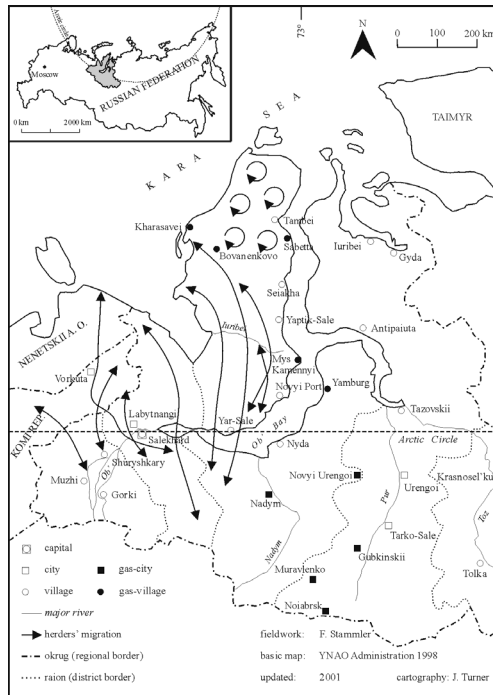 Arctic circle
Moscow
RUSSIAN FEDERATION
0 km 2000 km
73°
N
0 100 200 km
KARA SEA
TAIMYR
Tambei
Kharasavei
Sabetta
Bovanenkovo
Iuribei
Gyda
Seiakha
Yaptik-Sale
Iuribei
Antipaiuta
NENETSKII A. O.
Mys
Kamennyi
Vorkuta
Novyi Port
Yamburg
Labytnangi
Yar-Sale
Ob' Bay
Tazovskii
KOMI REP.
Salekhard
Nyda
Arctic Circle
Shuryshkary
Muzhi
Ob'
Novyi Urengoi
Krasnosel'ku
Urengoi
Gorki
Nadym
Pur
Taz
Tarko-Sale
capital
Nadym
Gubkinskii
city
gas-city
Tolka
village
gas-village
Muravlenko
major river
Noiabrsk
herders' migration
fieldwork: F. Stammler
okrug (regional border)
basic map: YNAO Administration 1998
raion (district border)
updated: 2001
cartography: J. Turner